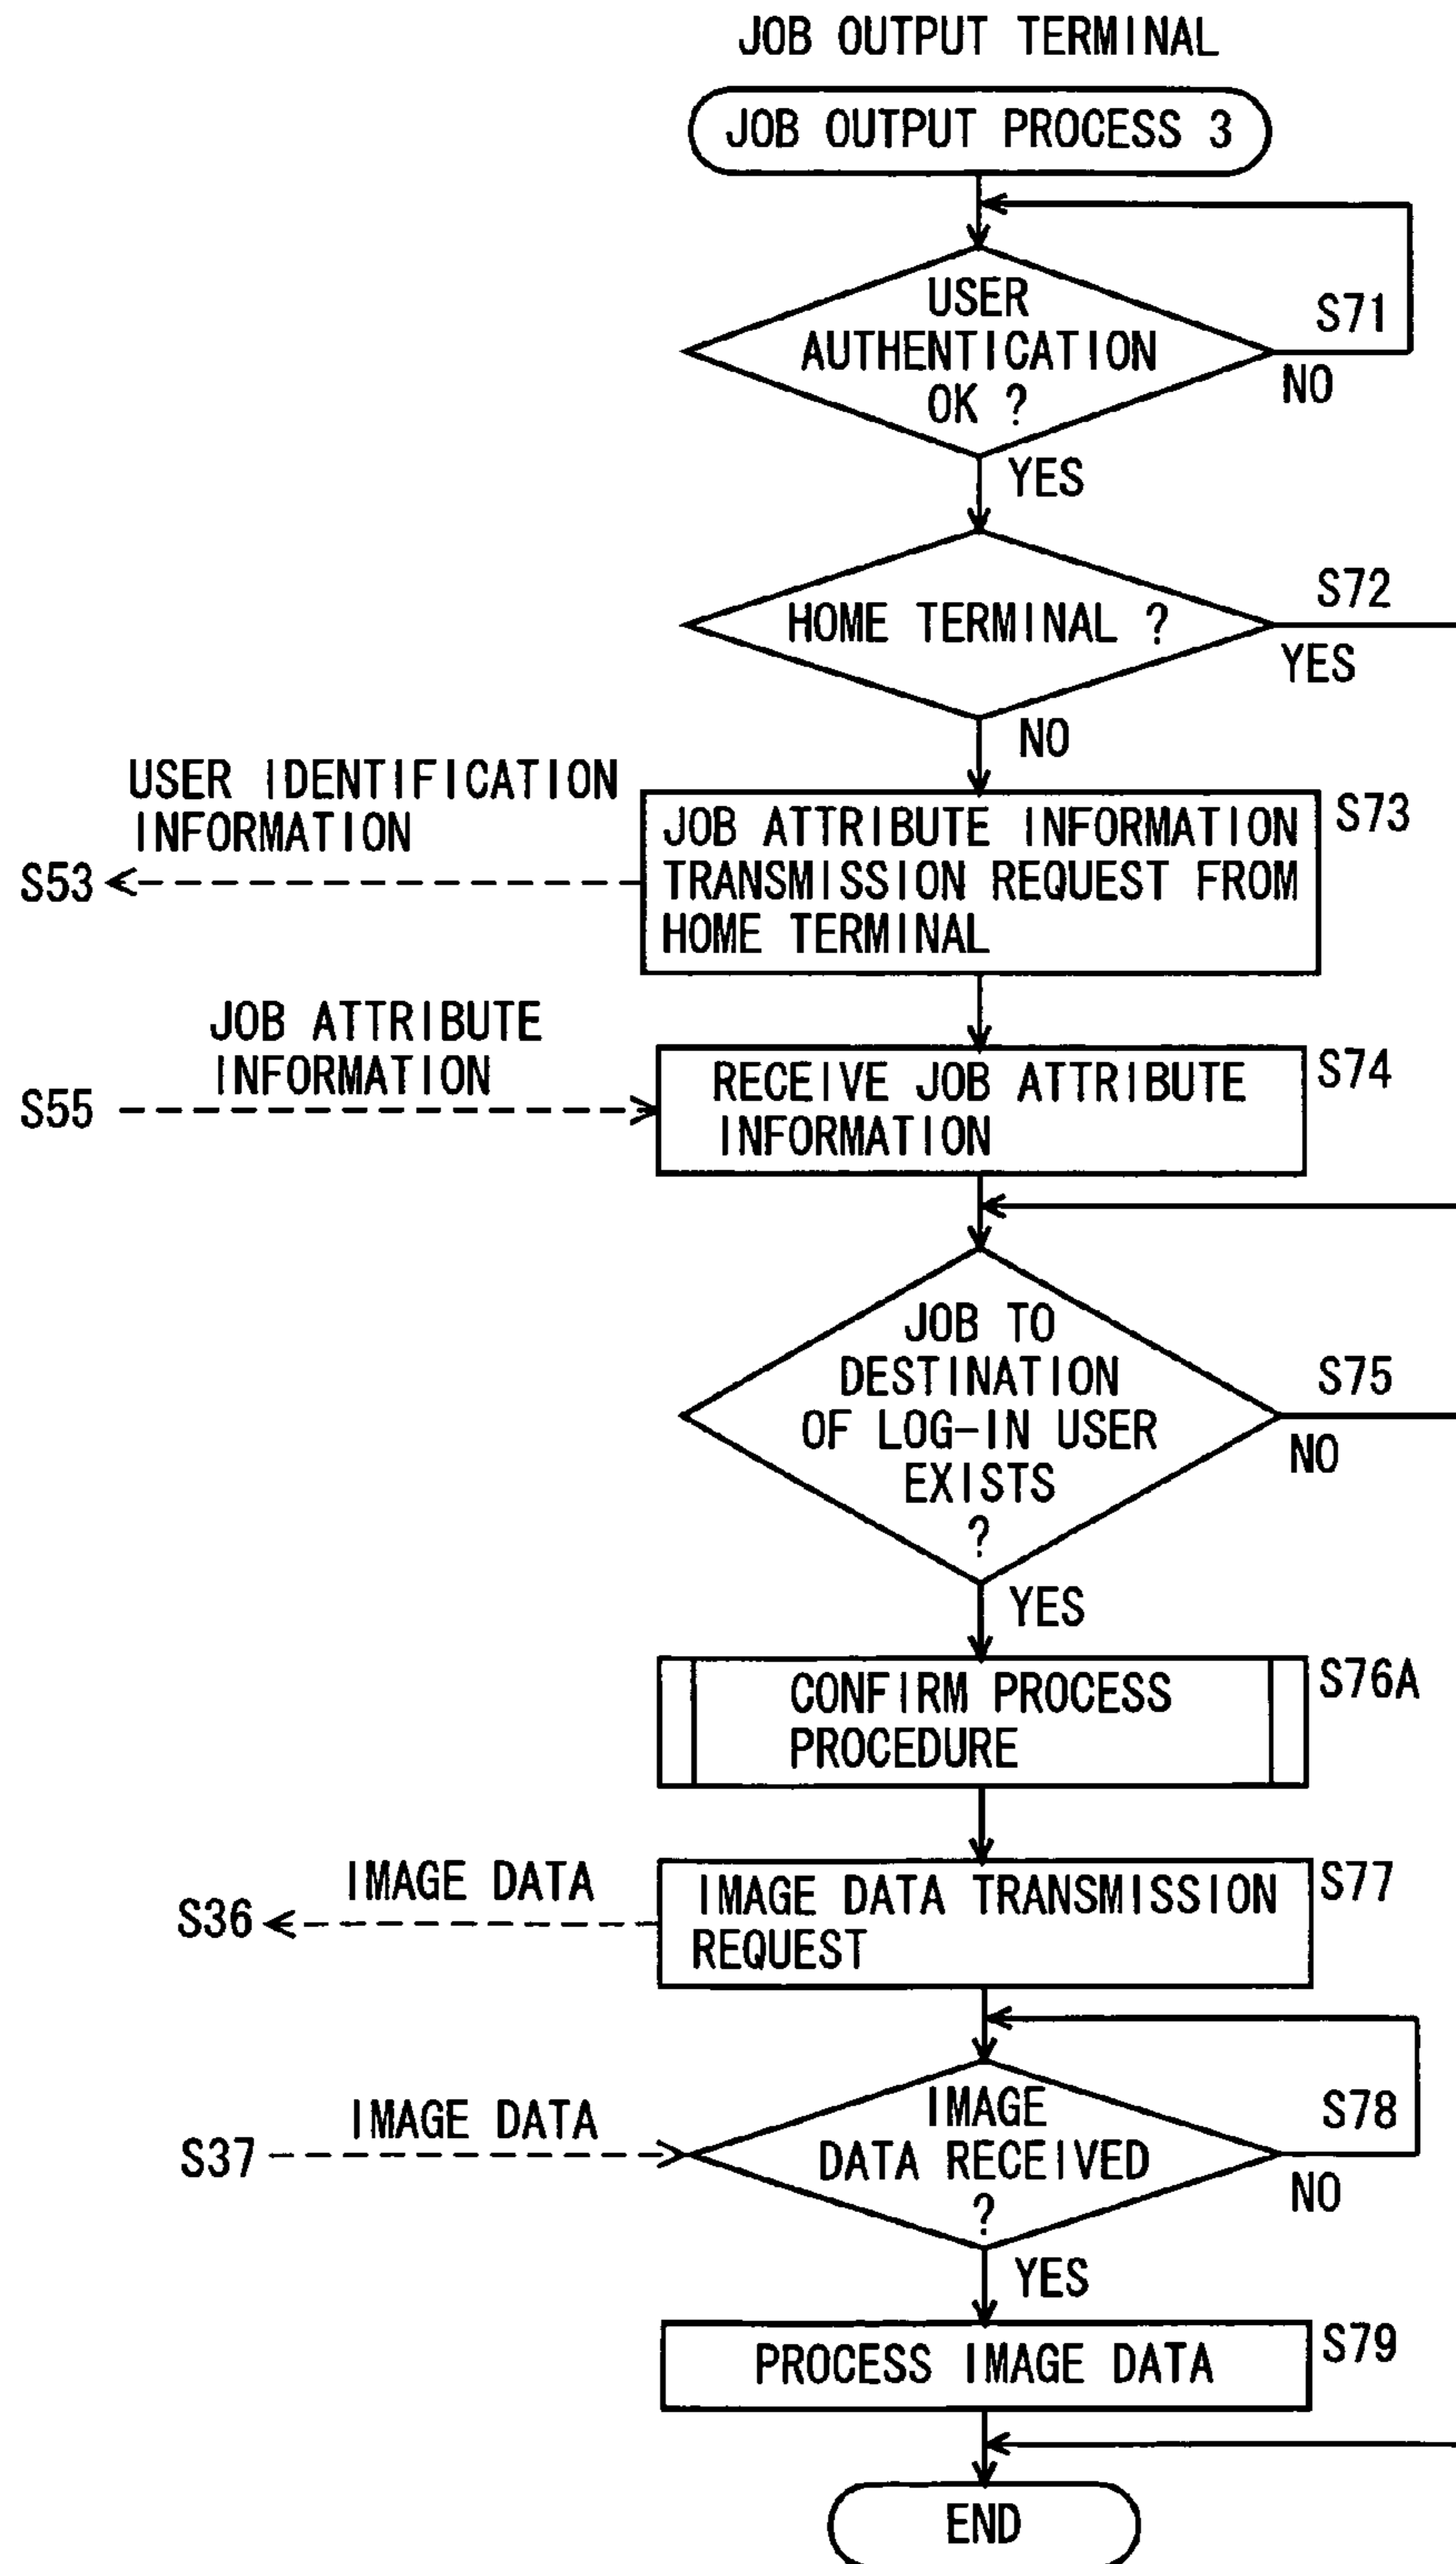 JOB OUTPUT TERMINAL
JOB OUTPUT PROCESS 3
USER
AUTHENTICATION
OK ?
S71
NO
YES
HOME TERMINAL ?
S72
YES
NO
USER IDENTIFICATION
INFORMATION
S53
JOB ATTRIBUTE INFORMATION
TRANSMISSION REQUEST FROM
HOME TERMINAL
S73
JOB ATTRIBUTE
INFORMATION
S55
RECEIVE JOB ATTRIBUTE
INFORMATION
S74
JOB TO
DESTINATION
OF LOG-IN USER
EXISTS
?
S75
NO
YES
CONFIRM PROCESS
PROCEDURE
S76A
IMAGE DATA
S36
IMAGE DATA TRANSMISSION
REQUEST
S77
IMAGE DATA
S37
IMAGE
DATA RECEIVED
?
S78
NO
YES
PROCESS IMAGE DATA
S79
END